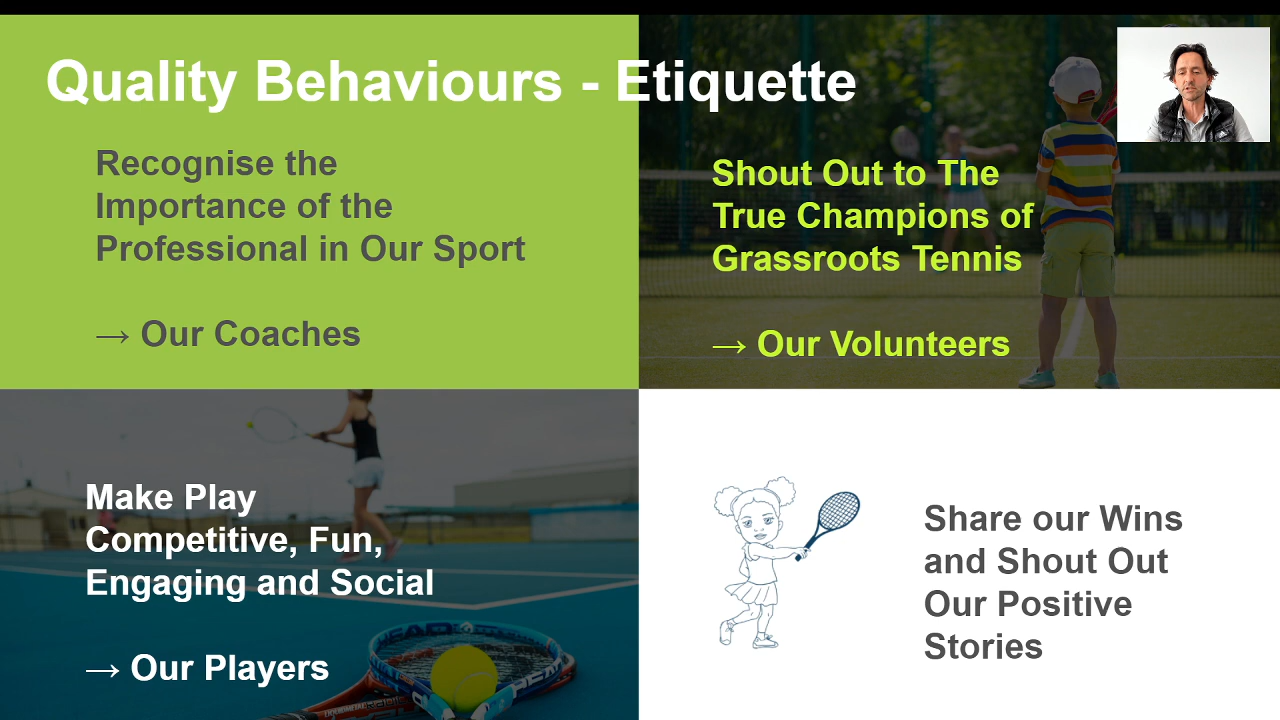 Quality Behaviours - Etiquette
Recognise the
Importance of the
Professional in Our Sport
→ Our Coaches
Shout Out to The
True Champions of
Grassroots Tennis
→ Our Volunteers
Make Play
Competitive, Fun,
Engaging and Social
→ Our Players
HEAD
HEAD
Share our Wins
and Shout Out
Our Positive
Stories